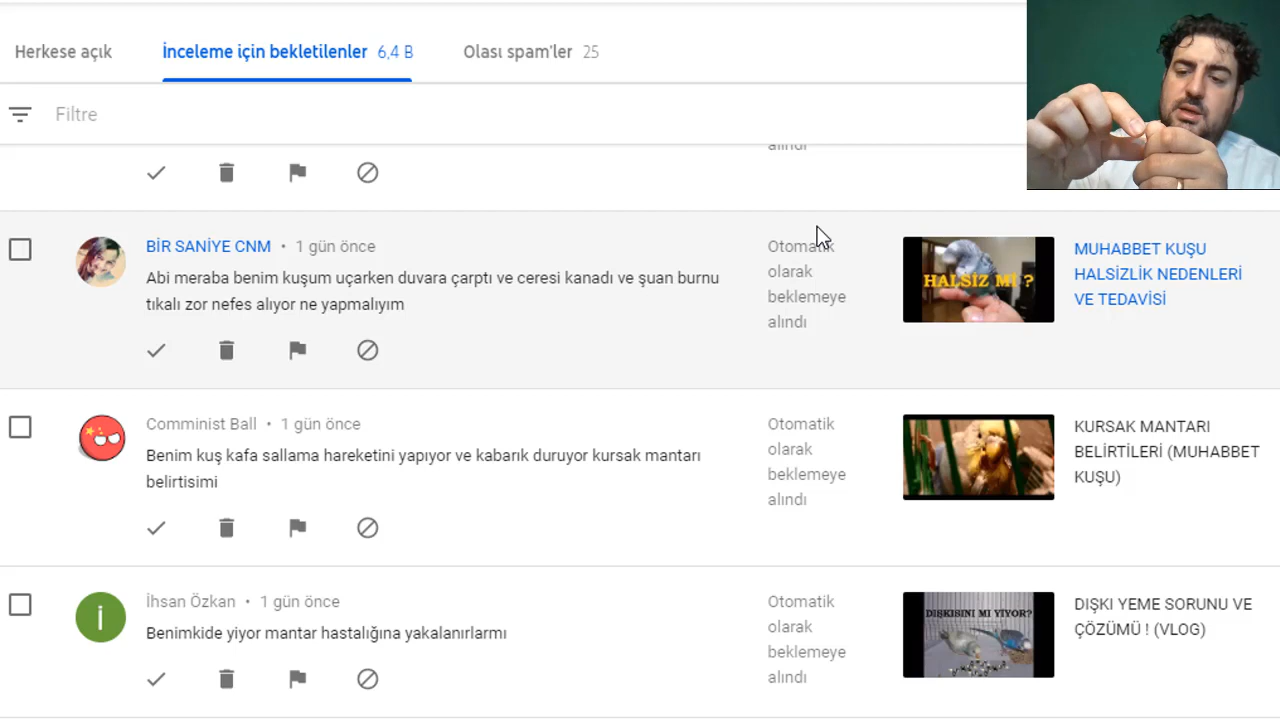 Herkese açık
İnceleme için bekletilenler 6,4 B
Olası spam'ler 25
Filtre
alındı
BİR SANİYE CNM • 1 gün önce
Abi meraba benim kuşum uçarken duvara çarptı ve ceresi kanadı ve şuan burnu
tıkalı zor nefes alıyor ne yapmalıyım
Otomatik
olarak
beklemeye
alındı
HALSİZ Mİ ?
MUHABBET KUŞU
HALSİZLİK NEDENLERİ
VE TEDAVİSİ
Comminist Ball • 1 gün önce
Benim kuş kafa sallama hareketini yapıyor ve kabarık duruyor kursak mantarı
belirtisimi
Otomatik
olarak
beklemeye
alındı
KURSAK MANTARI
BELİRTİLERİ (MUHABBET
KUŞU)
i
İhsan Özkan • 1 gün önce
Benimkide yiyor mantar hastalığına yakalanırlarmı
Otomatik
olarak
beklemeye
alındı
DIŞKISINI MI YİYOR?
DIŞKI YEME SORUNU VE
ÇÖZÜMÜ ! (VLOG)